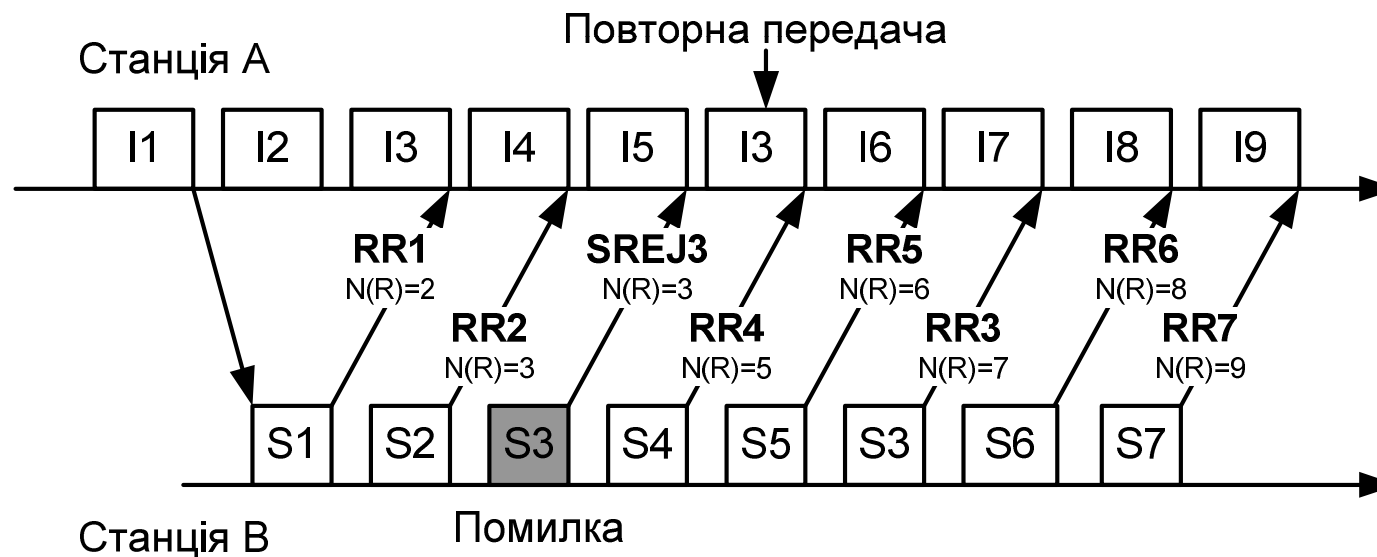 Повторна передача
Станція А
I1 I2 I3 I4 I5 I3 I6 I7 I8 I9
RR1 SREJ3 RR5 RR6
N(R)=2 N(R)=3 N(R)=6 N(R)=8
RR2 RR4 RR3 RR7
N(R)=3 N(R)=5 N(R)=7 N(R)=9
S1 S2 S3 S4 S5 S3 S6 S7
Станція В Помилка